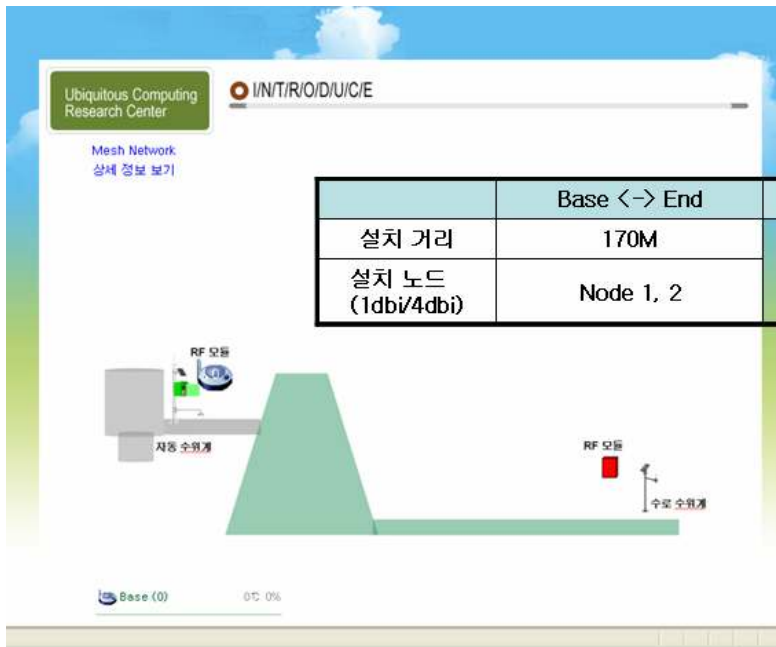 Ubiquitous Computing
Research Center
I/N/T/R/O/D/U/C/E
Mesh Network
상세 정보 보기
Base <-> End
설치 거리
170M
설치 노드
(1dbi/4dbi)
Node 1, 2
RF 모듈
자동 수위계
RF 모듈
수로 수위계
Base (0)
0℃ 0%